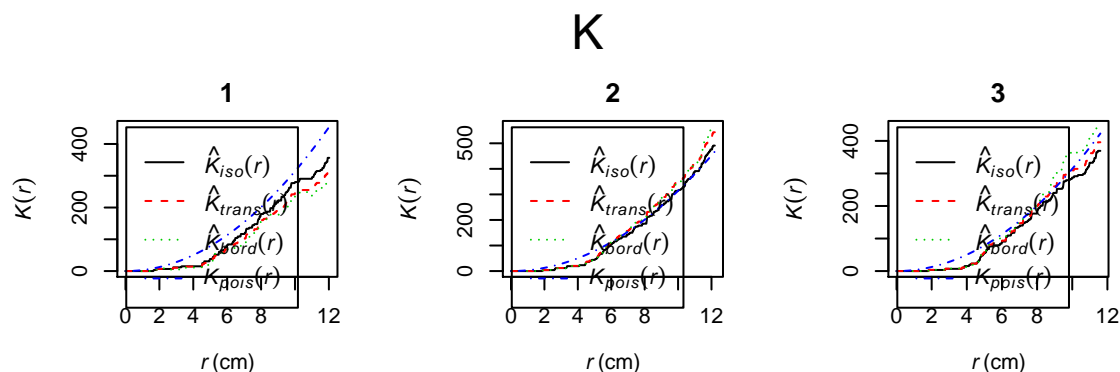 K
1
K(r)
0
200
400
K̂iso(r)
K̂trans(r)
K̂bord(r)
Kpois(r)
0 2 4 6 8 12
r (cm)
2
K(r)
0
200
500
K̂iso(r)
K̂trans(r)
K̂bord(r)
Kpois(r)
0 2 4 6 8 12
r (cm)
3
K(r)
0
200
400
K̂iso(r)
K̂trans(r)
K̂bord(r)
Kpois(r)
0 2 4 6 8 12
r (cm)